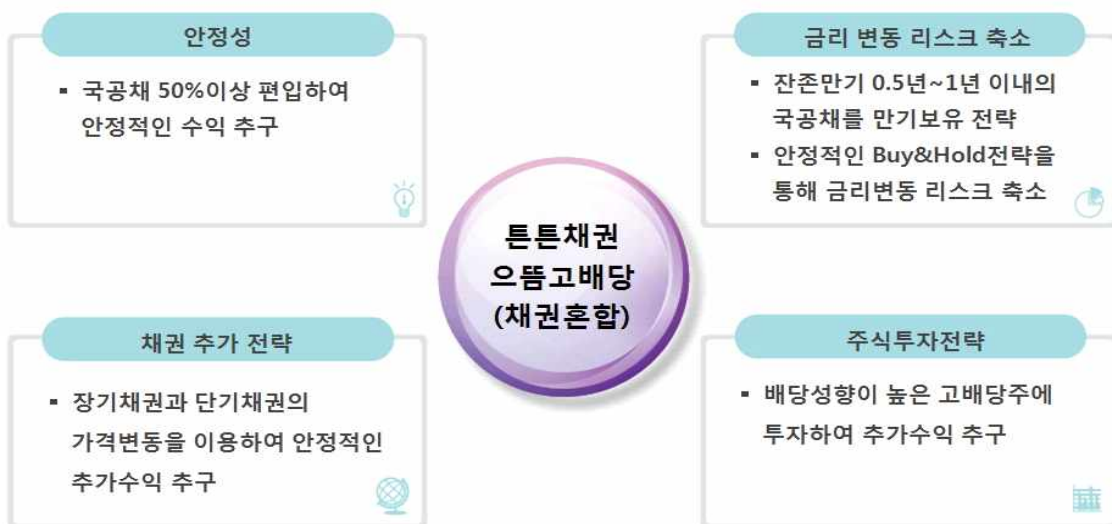 안정성
▪ 국공채 50%이상 편입하여
안정적인 수익 추구
금리 변동 리스크 축소
▪ 잔존만기 0.5년~1년 이내의
국공채를 만기보유 전략
▪ 안정적인 Buy&Hold전략을
통해 금리변동 리스크 축소
튼튼채권
으뜸고배당
(채권혼합)
채권 추가 전략
▪ 장기채권과 단기채권의
가격변동을 이용하여 안정적인
추가수익 추구
주식투자전략
▪ 배당성향이 높은 고배당주에
투자하여 추가수익 추구